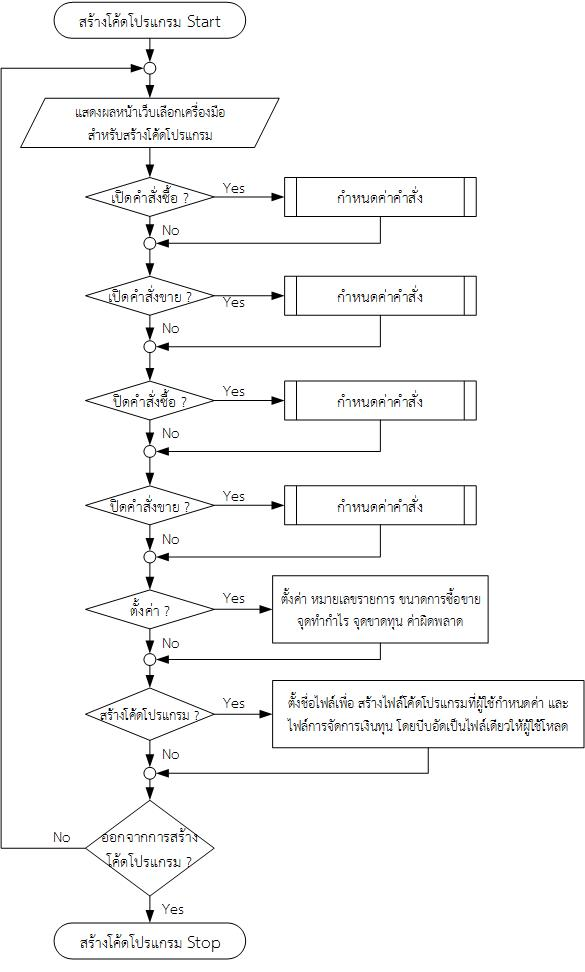 สร้างโค้ดโปรแกรม Start
แสดงผลหน้าเว็บเลือกเครื่องมือ
สำหรับสร้างโค้ดโปรแกรม
เปิดคำสั่งซื้อ ?
Yes
กำหนดค่าคำสั่ง
No
เปิดคำสั่งขาย ?
Yes
กำหนดค่าคำสั่ง
No
ปิดคำสั่งซื้อ ?
Yes
กำหนดค่าคำสั่ง
No
ปิดคำสั่งขาย ?
Yes
กำหนดค่าคำสั่ง
No
ตั้งค่า ?
Yes
ตั้งค่า หมายเลขรายการ ขนาดการซื้อขาย
จุดทำกำไร จุดขาดทุน ค่าผิดพลาด
No
สร้างโค้ดโปรแกรม ?
Yes
ตั้งชื่อไฟล์เพื่อ สร้างไฟล์โค้ดโปรแกรมที่ผู้ใช้กำหนดค่า และ
ไฟล์การจัดการเงินทุน โดยบีบอัดเป็นไฟล์เดียวให้ผู้ใช้โหลด
No
ออกจากการสร้าง
โค้ดโปรแกรม ?
No
Yes
สร้างโค้ดโปรแกรม Stop